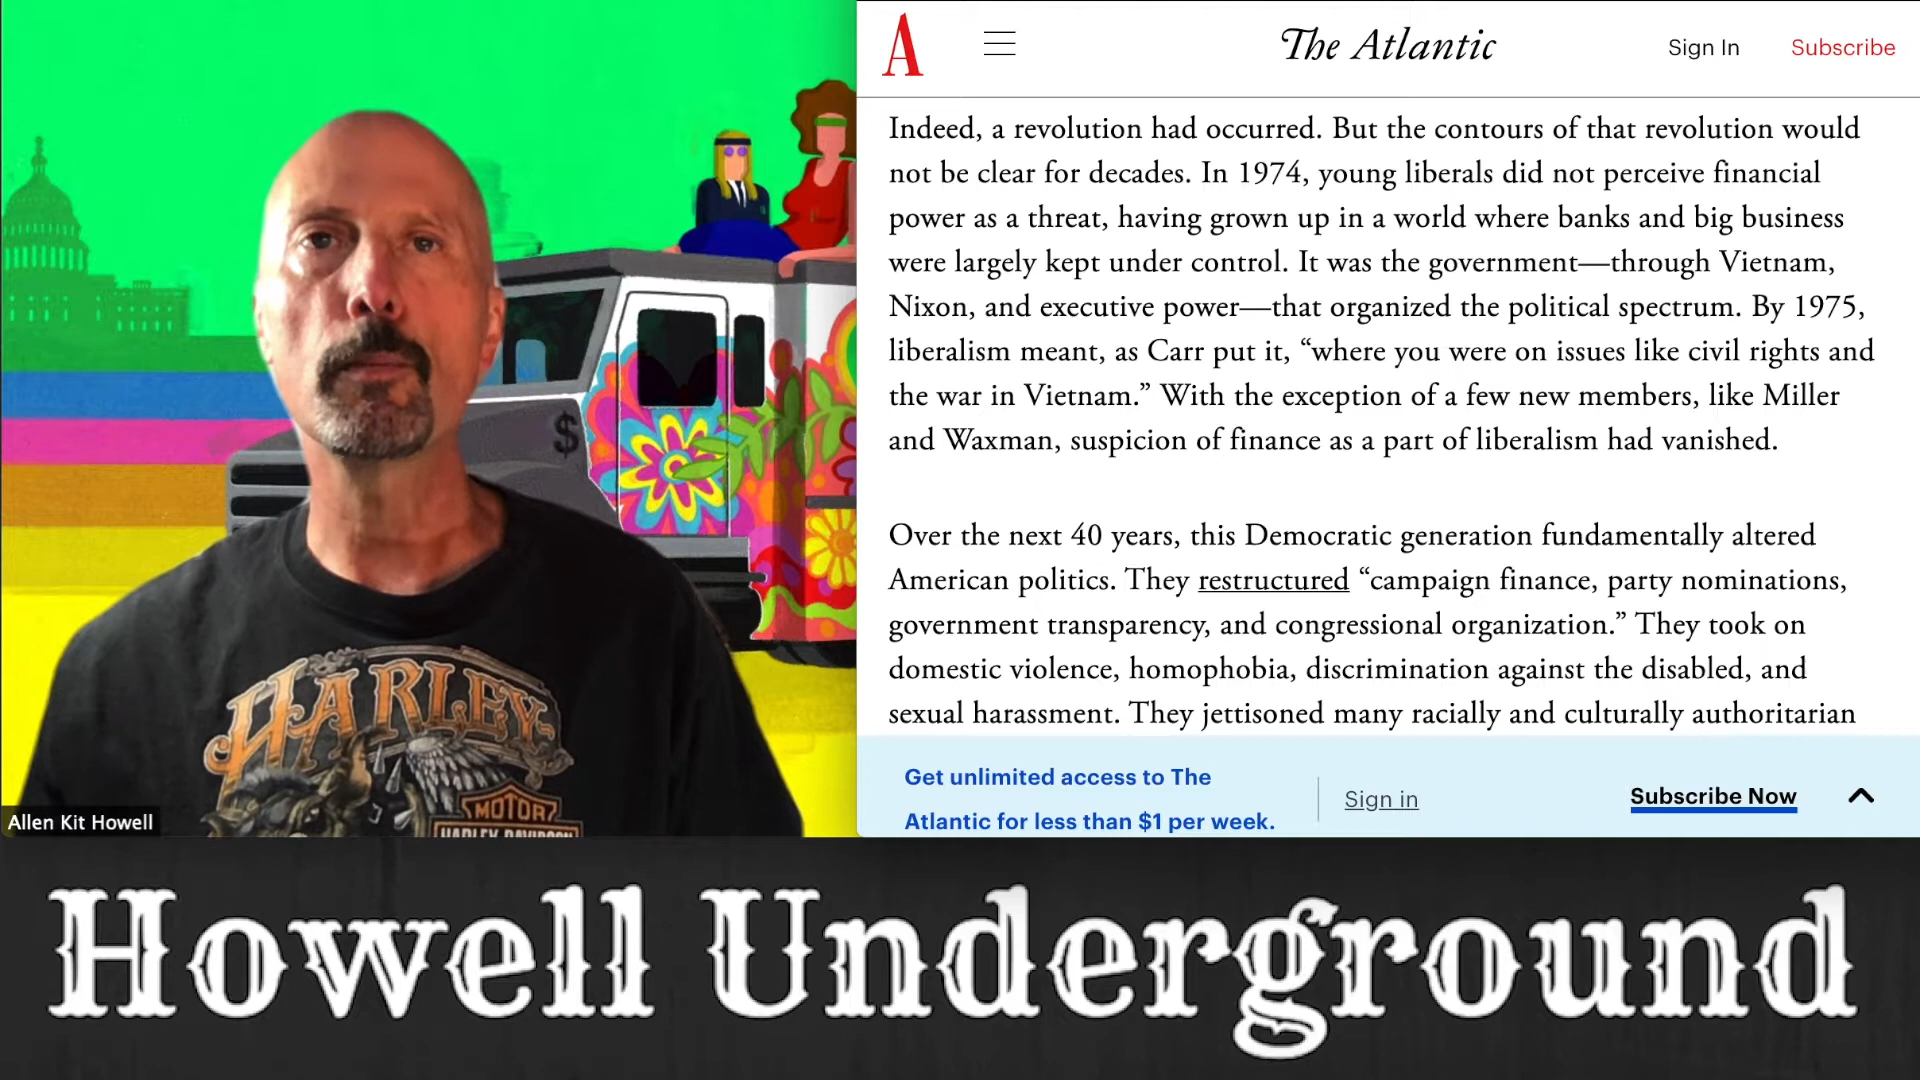 A
The Atlantic
Sign In
Subscribe
Indeed, a revolution had occurred. But the contours of that revolution would
not be clear for decades. In 1974, young liberals did not perceive financial
power as a threat, having grown up in a world where banks and big business
were largely kept under control. It was the government—through Vietnam,
Nixon, and executive power—that organized the political spectrum. By 1975,
liberalism meant, as Carr put it, “where you were on issues like civil rights and
the war in Vietnam.” With the exception of a few new members, like Miller
and Waxman, suspicion of finance as a part of liberalism had vanished.
Over the next 40 years, this Democratic generation fundamentally altered
American politics. They restructured “campaign finance, party nominations,
government transparency, and congressional organization.” They took on
domestic violence, homophobia, discrimination against the disabled, and
sexual harassment. They jettisoned many racially and culturally authoritarian
Get unlimited access to The
Atlantic for less than $1 per week.
Sign in
Subscribe Now
$
HARLEY
MOTOR
HARLEY-DAVIDSON
Allen Kit Howell
Howell Underground